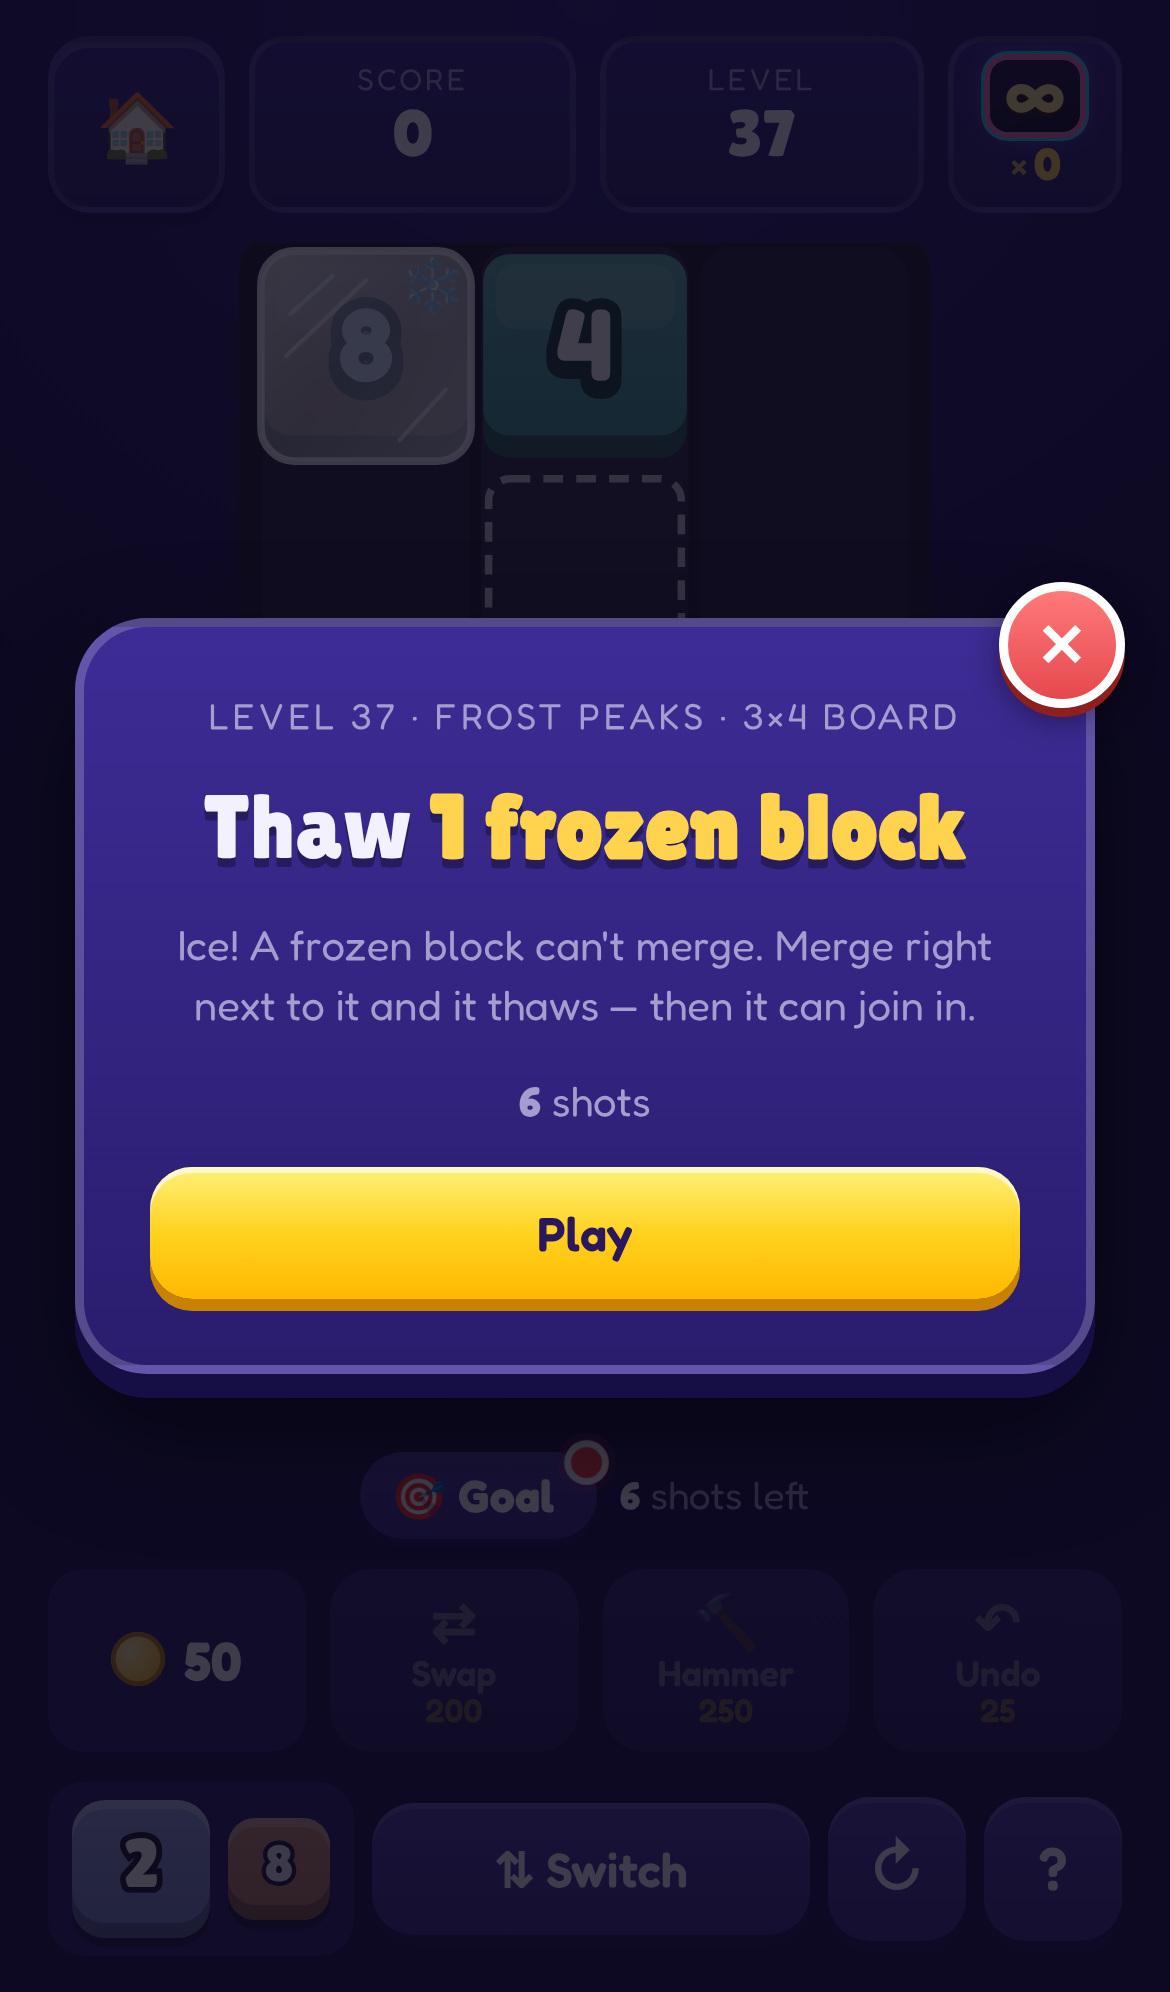 SCORE
0
LEVEL
37
∞
×0
8
4
LEVEL 37 · FROST PEAKS · 3×4 BOARD
Thaw 1 frozen block
Ice! A frozen block can't merge. Merge right
next to it and it thaws — then it can join in.
6 shots
Play
Goal
6 shots left
50
Swap
200
Hammer
250
Undo
25
2
8
Switch
?